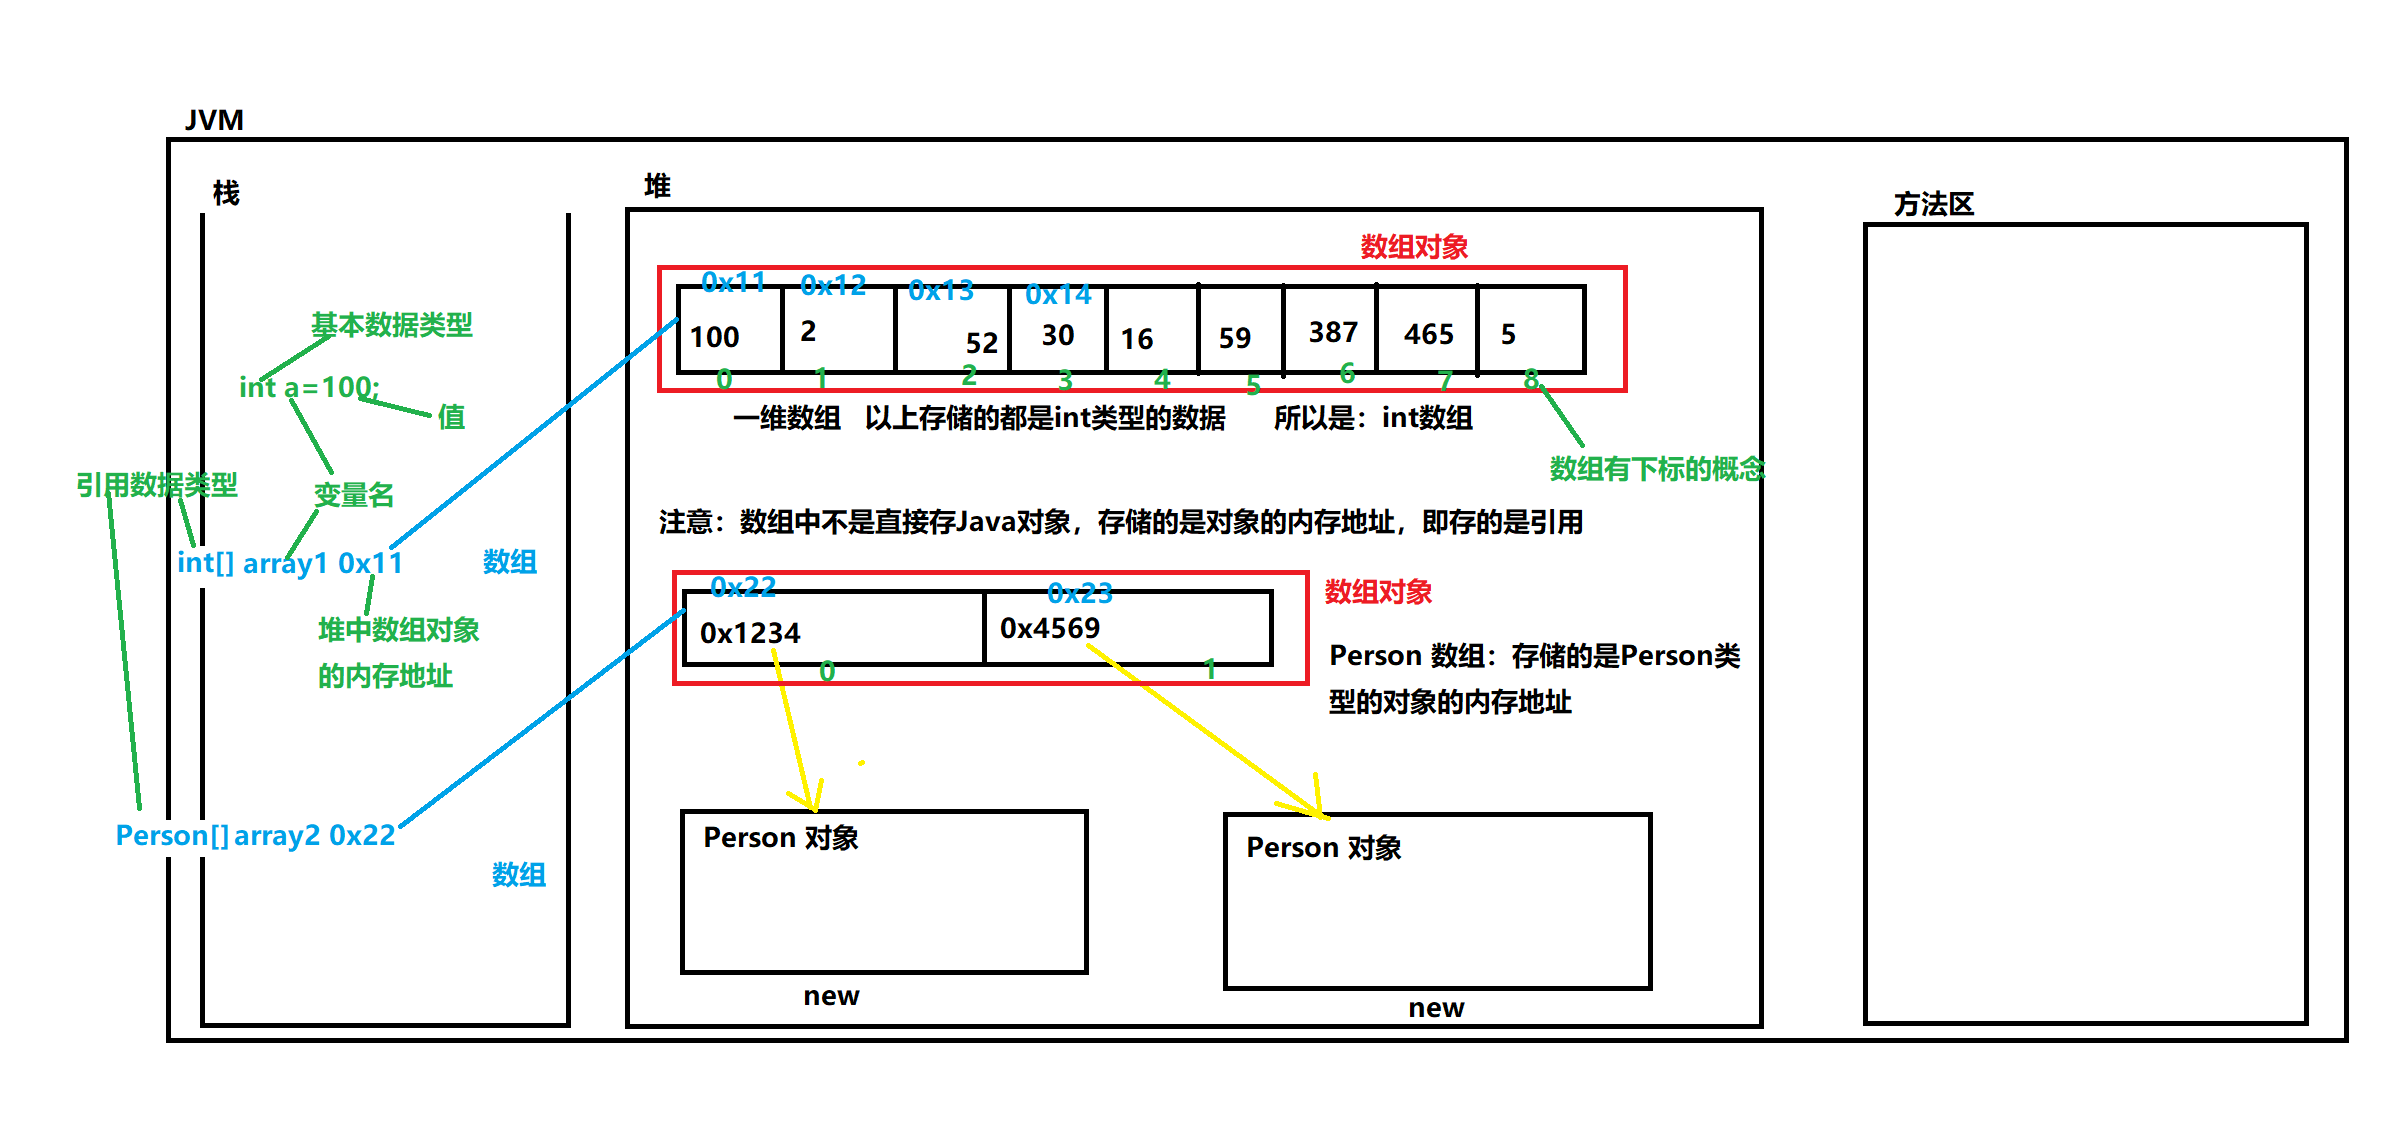 JVM
栈
堆
方法区
数组对象
0x11 0x12 0x13 0x14
100 2 52 30 16 59 387 465 5
0 1 2 3 4 5 6 7 8
一维数组 以上存储的都是int类型的数据 所以是：int数组
数组有下标的概念
基本数据类型
int a=100;
值
引用数据类型
变量名
int[] array1 0x11
数组
堆中数组对象
的内存地址
注意：数组中不是直接存Java对象，存储的是对象的内存地址，即存的是引用
0x22 0x23
数组对象
0x1234 0x4569
0 1
Person 数组：存储的是Person类
型的对象的内存地址
Person[] array2 0x22
数组
Person 对象
new
Person 对象
new